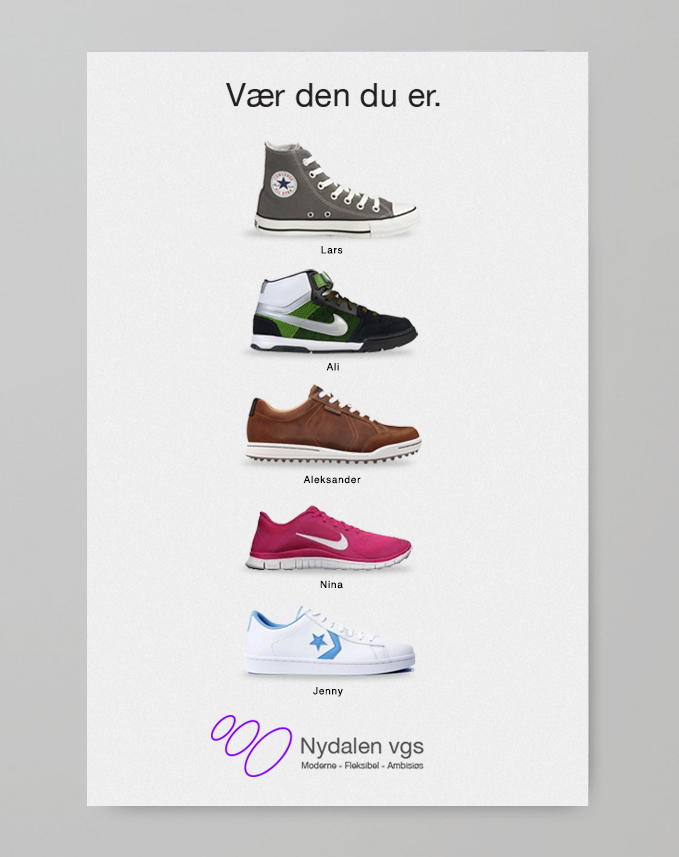 Vær den du er.
Lars
Ali
Aleksander
Nina
Jenny
Nydalen vgs
Moderne - Fleksibel - Ambisiøs